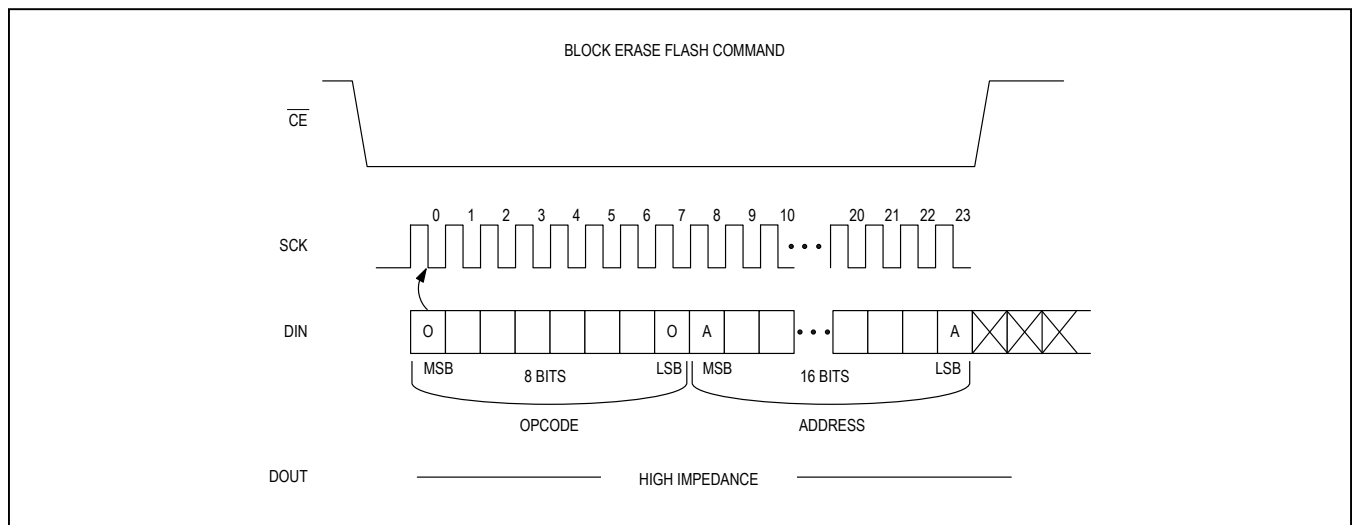 BLOCK ERASE FLASH COMMAND
CE
0 1 2 3 4 5 6 7 8 9 10 20 21 22 23
SCK
DIN O O A A
MSB 8 BITS LSB MSB 16 BITS LSB
OPCODE ADDRESS
DOUT HIGH IMPEDANCE